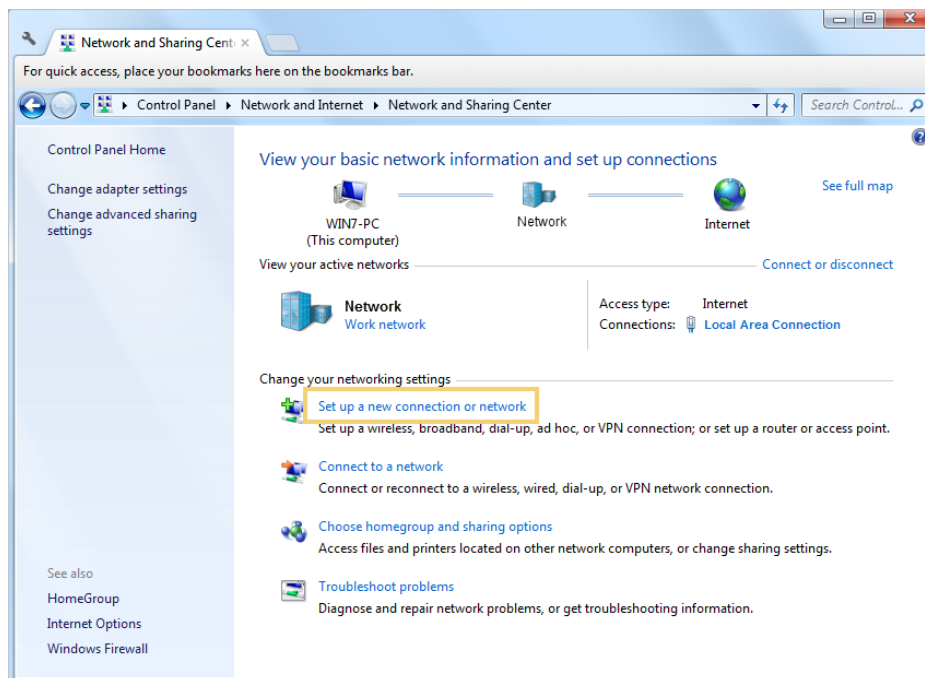 Network and Sharing Cent
For quick access, place your bookmarks here on the bookmarks bar.
Control Panel Network and Internet Network and Sharing Center
Search Control...
Control Panel Home
Change adapter settings
Change advanced sharing
settings
View your basic network information and set up connections
See full map
WIN7-PC
(This computer)
Network
Internet
View your active networks
Connect or disconnect
Network
Work network
Access type: Internet
Connections: Local Area Connection
Change your networking settings
Set up a new connection or network
Set up a wireless, broadband, dial-up, ad hoc, or VPN connection; or set up a router or access point.
Connect to a network
Connect or reconnect to a wireless, wired, dial-up, or VPN network connection.
Choose homegroup and sharing options
Access files and printers located on other network computers, or change sharing settings.
Troubleshoot problems
Diagnose and repair network problems, or get troubleshooting information.
See also
HomeGroup
Internet Options
Windows Firewall